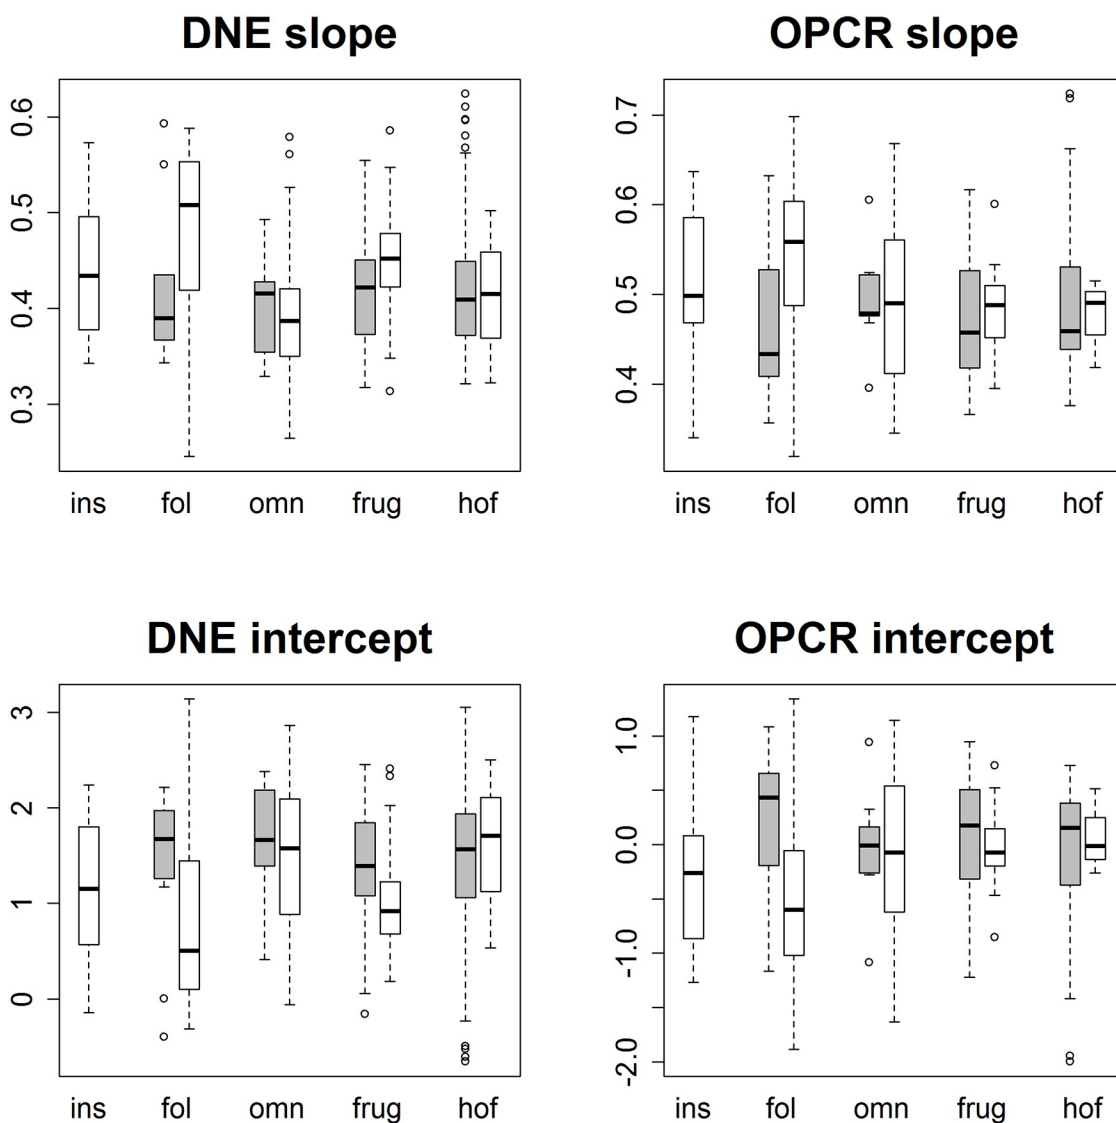 DNE slope
OPCR slope
0.6
0.5
0.4
0.3
0.7
0.6
0.5
0.4
ins fol omn frug hof
ins fol omn frug hof
DNE intercept
OPCR intercept
3
2
1
0
1.0
0.0
-1.0
-2.0
ins fol omn frug hof
ins fol omn frug hof